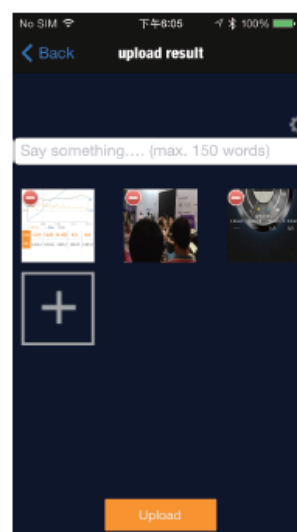 No SIM 下午6:05 100%
Back upload result
Say something.... (max. 150 words)
Upload